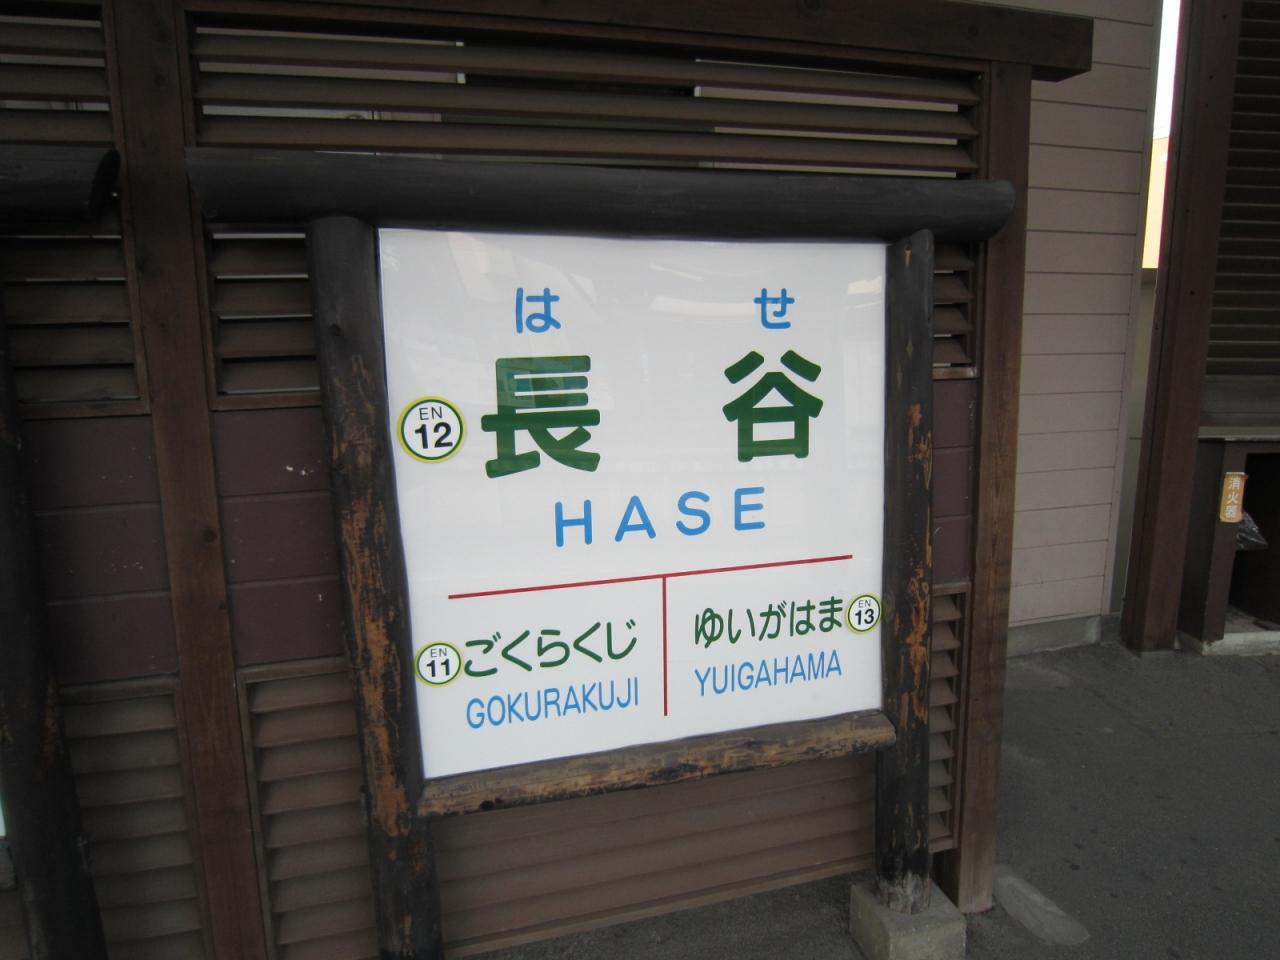 は せ
長 谷
EN
12
HASE
EN
11
ごくらくじ
GOKURAKUJI
ゆいがはま
EN
13
YUIGAHAMA
消火器